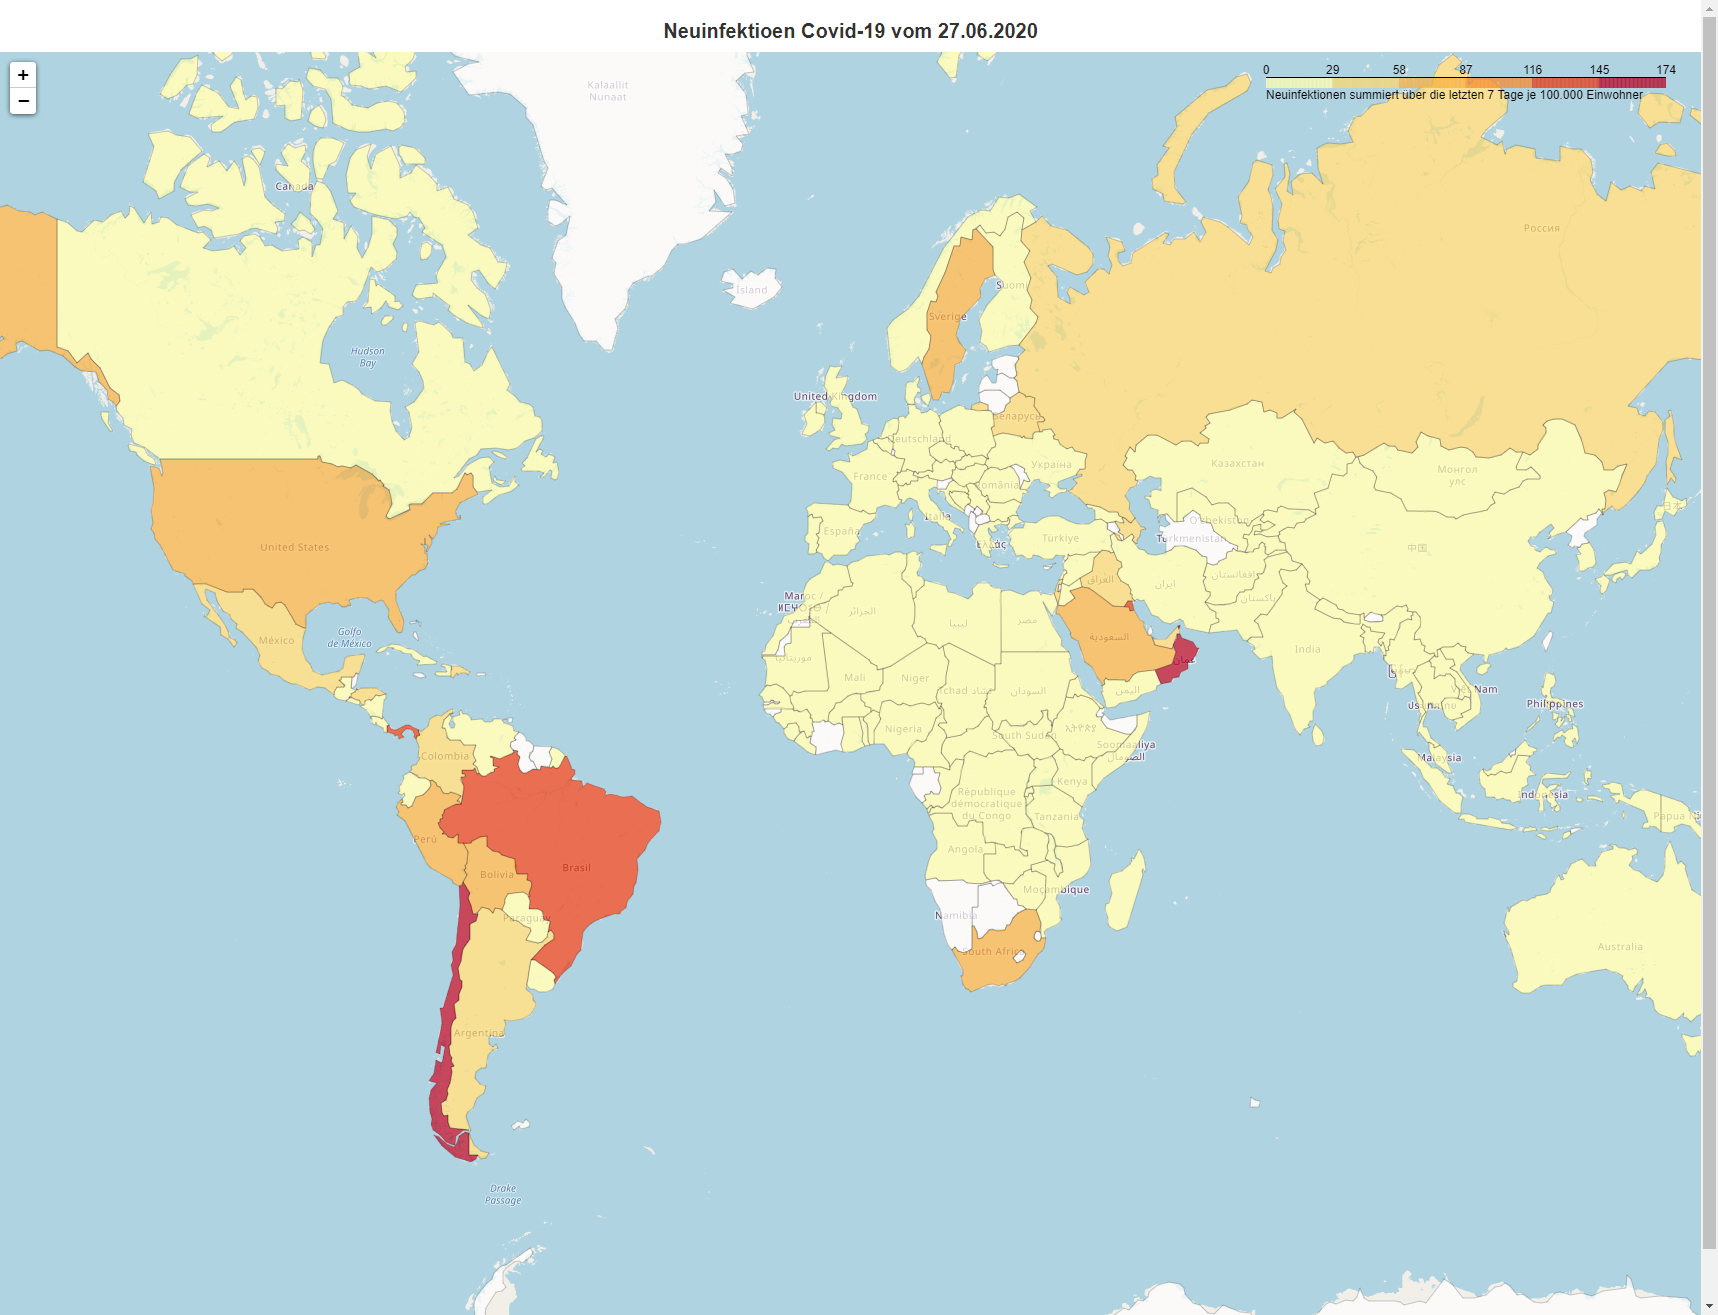 Neuinfektioen Covid-19 vom 27.06.2020
+
−
0 29 58 87 116 145 174
Neuinfektionen summiert über die letzten 7 Tage je 100.000 Einwohner
Kalaallit
Nunaat
Canada
Россия
Ísland
Suomi
Sverige
Hudson
Bay
United Kingdom
Беларусь
Deutschland
Казахстан
Україна
Монгол
улс
France
România
O'zbekiston
Italia
España
Türkiye
Ελλάς
Turkmenistan
中国
United States
العراق
ایران
افغانستان
پاکستان
Maroc /
ⵍⵎⵖⵔⵉⴱ /
المغرب
الجزائر
ليبيا
مصر
السعودية
Golfo
de México
México
India
موريتانيا
عمان
Mali
Niger
Tchad تشاد
السودان
اليمن
Việt Nam
Philippines
Nigeria
South Sudan
ኢትዮጵያ
Soomaaliya
الصومال
Colombia
Malaysia
Kenya
République
démocratique
du Congo
Indonesia
Tanzania
Papua
Perú
Angola
Brasil
Bolivia
Moçambique
Paraguay
Namibia
South Africa
Australia
Argentina
Drake
Passage